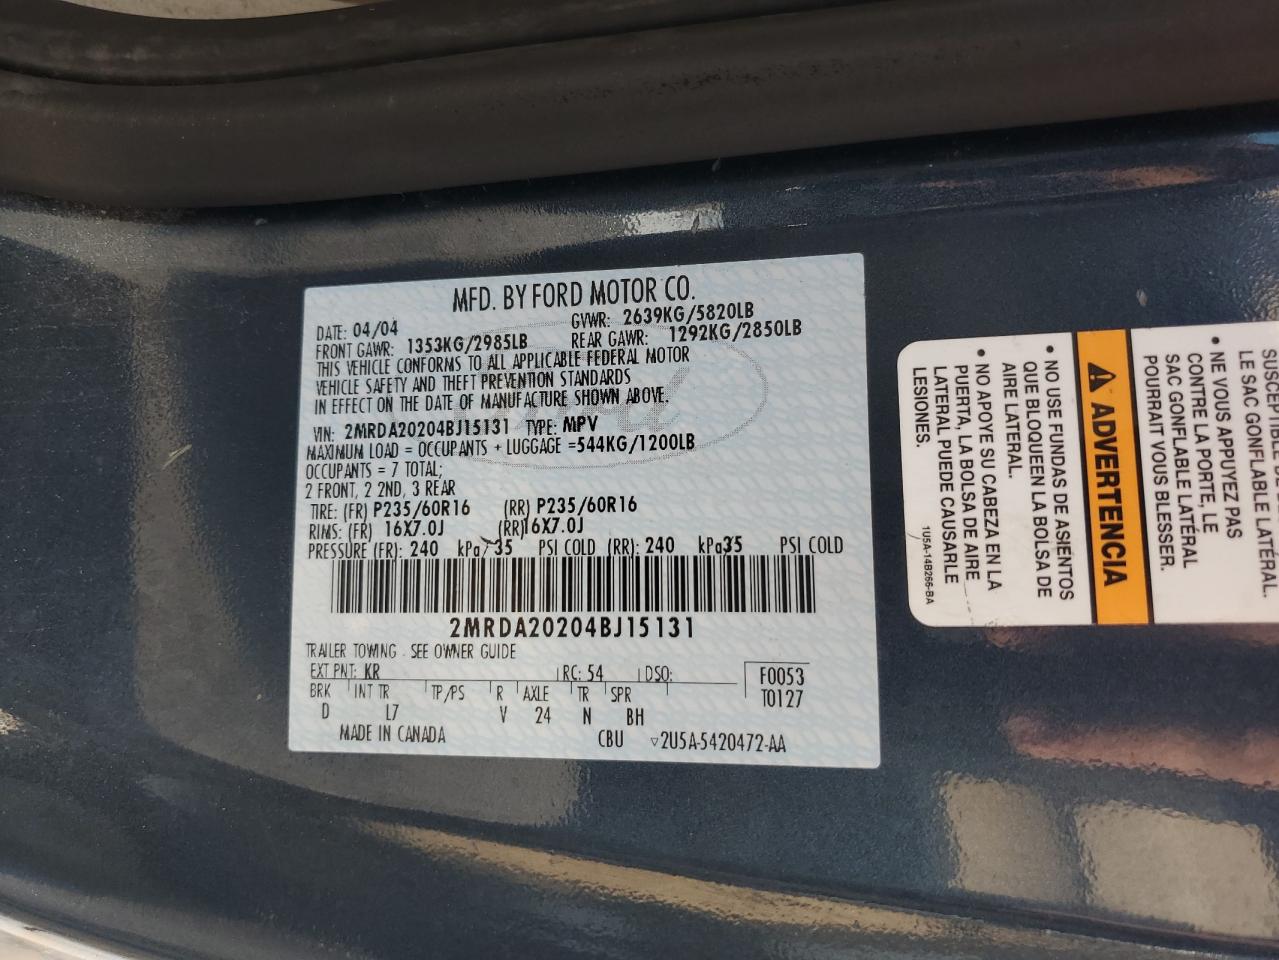 MFD. BY FORD MOTOR CO.
DATE: 04/04 GVWR: 2639KG/5820LB
FRONT GAWR: 1353KG/2985LB REAR GAWR: 1292KG/2850LB
THIS VEHICLE CONFORMS TO ALL APPLICABLE FEDERAL MOTOR
VEHICLE SAFETY AND THEFT PREVENTION STANDARDS
IN EFFECT ON THE DATE OF MANUFACTURE SHOWN ABOVE.
VIN: 2MRDA20204BJ15131 TYPE: MPV
MAXIMUM LOAD = OCCUPANTS + LUGGAGE =544KG/1200LB
OCCUPANTS = 7 TOTAL;
2 FRONT, 2 2ND, 3 REAR
TIRE: (FR) P235/60R16 (RR) P235/60R16
RIMS: (FR) 16X7.0J (RR)16X7.0J
PRESSURE (FR): 240 kPa/35 PSI COLD (RR): 240 kPa35 PSI COLD
2MRDA20204BJ15131
TRAILER TOWING - SEE OWNER GUIDE
EXT PNT: KR RC: 54 DSO: F0053
BRK INT TR TP/PS R AXLE TR SPR T0127
D L7 V 24 N BH
MADE IN CANADA CBU ▽2U5A-5420472-AA
SUSCEPTIBLE DE
LE SAC GONFLABLE LATÉRAL.
• NE VOUS APPUYEZ PAS
CONTRE LA PORTE, LE
SAC GONFLABLE LATÉRAL
POURRAIT VOUS BLESSER.
⚠ ADVERTENCIA
• NO USE FUNDAS DE ASIENTOS
QUE BLOQUEEN LA BOLSA DE
AIRE LATERAL.
• NO APOYE SU CABEZA EN LA
PUERTA, LA BOLSA DE AIRE
LATERAL PUEDE CAUSARLE
LESIONES.
1U5A-14B266-BA